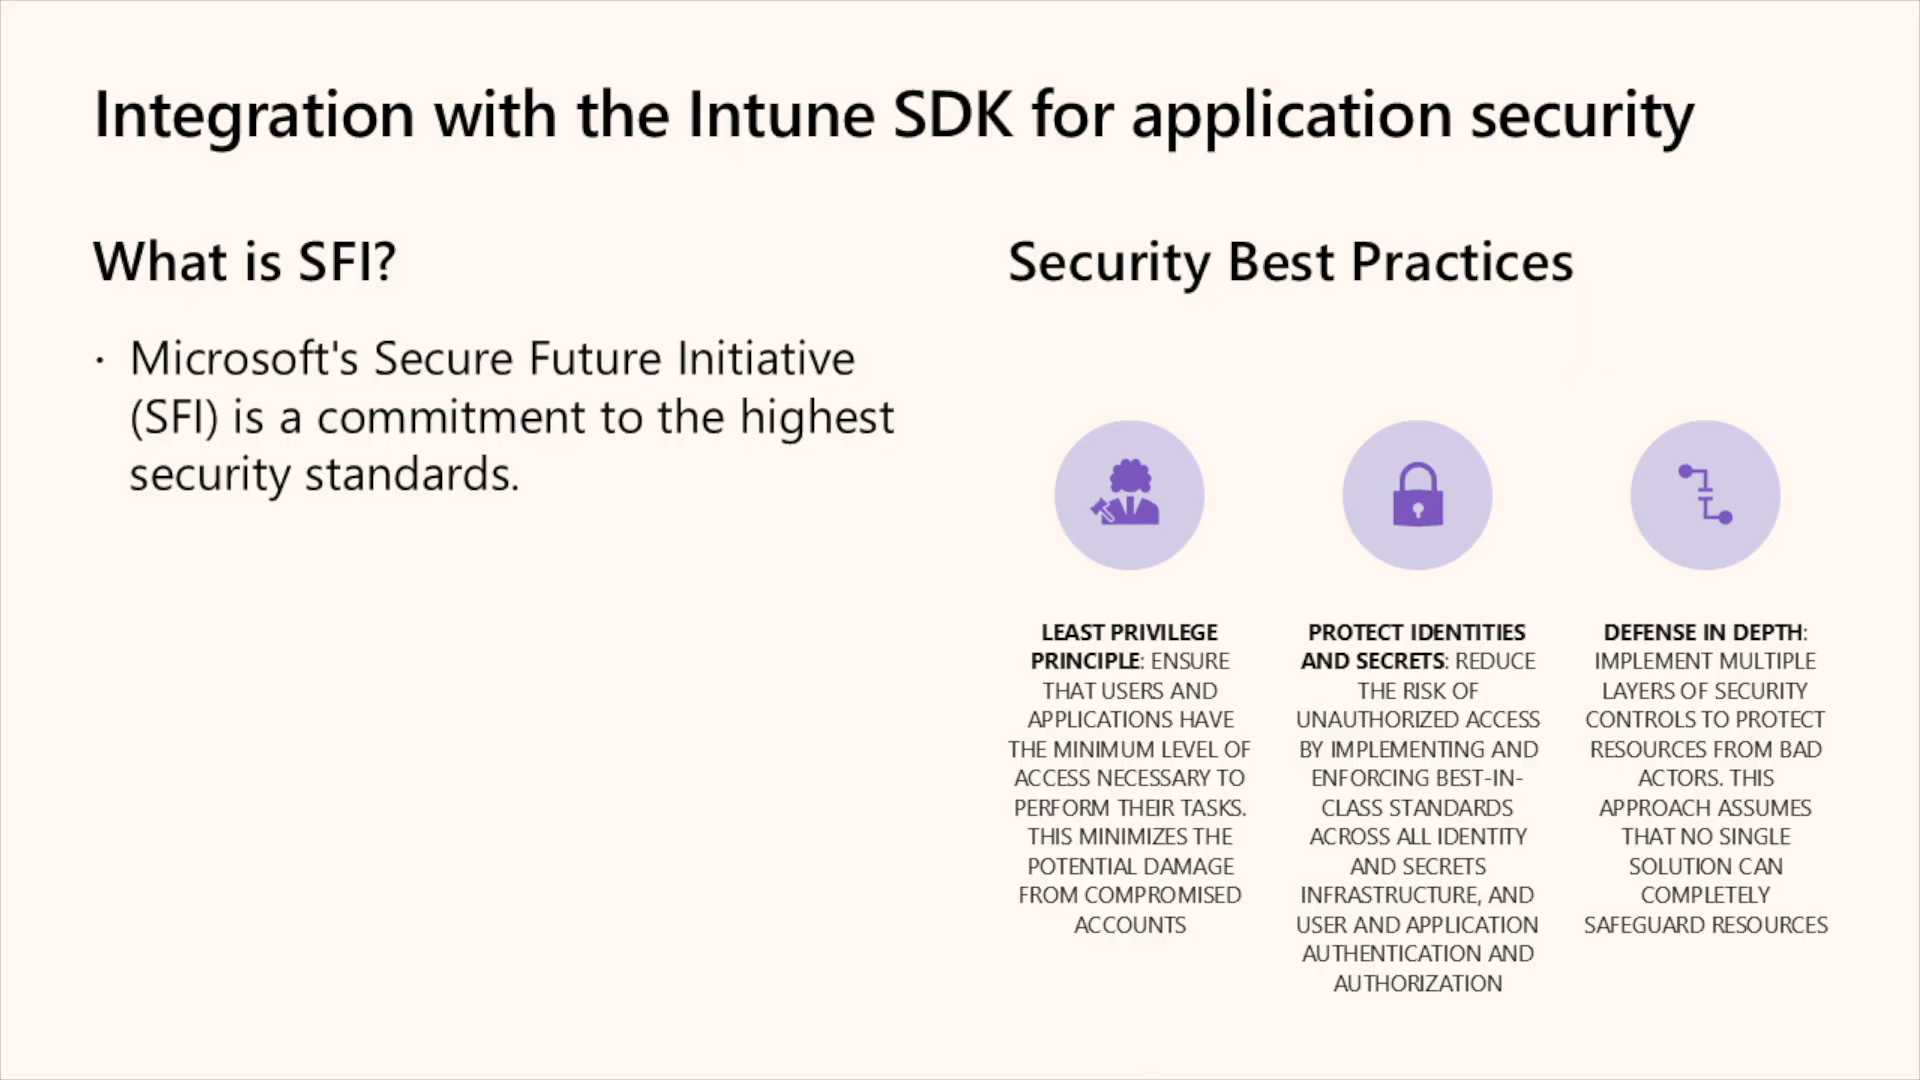 Integration with the Intune SDK for application security
What is SFI?
· Microsoft's Secure Future Initiative
(SFI) is a commitment to the highest
security standards.
Security Best Practices
LEAST PRIVILEGE
PRINCIPLE: ENSURE
THAT USERS AND
APPLICATIONS HAVE
THE MINIMUM LEVEL OF
ACCESS NECESSARY TO
PERFORM THEIR TASKS.
THIS MINIMIZES THE
POTENTIAL DAMAGE
FROM COMPROMISED
ACCOUNTS
PROTECT IDENTITIES
AND SECRETS: REDUCE
THE RISK OF
UNAUTHORIZED ACCESS
BY IMPLEMENTING AND
ENFORCING BEST-IN-
CLASS STANDARDS
ACROSS ALL IDENTITY
AND SECRETS
INFRASTRUCTURE, AND
USER AND APPLICATION
AUTHENTICATION AND
AUTHORIZATION
DEFENSE IN DEPTH:
IMPLEMENT MULTIPLE
LAYERS OF SECURITY
CONTROLS TO PROTECT
RESOURCES FROM BAD
ACTORS. THIS
APPROACH ASSUMES
THAT NO SINGLE
SOLUTION CAN
COMPLETELY
SAFEGUARD RESOURCES